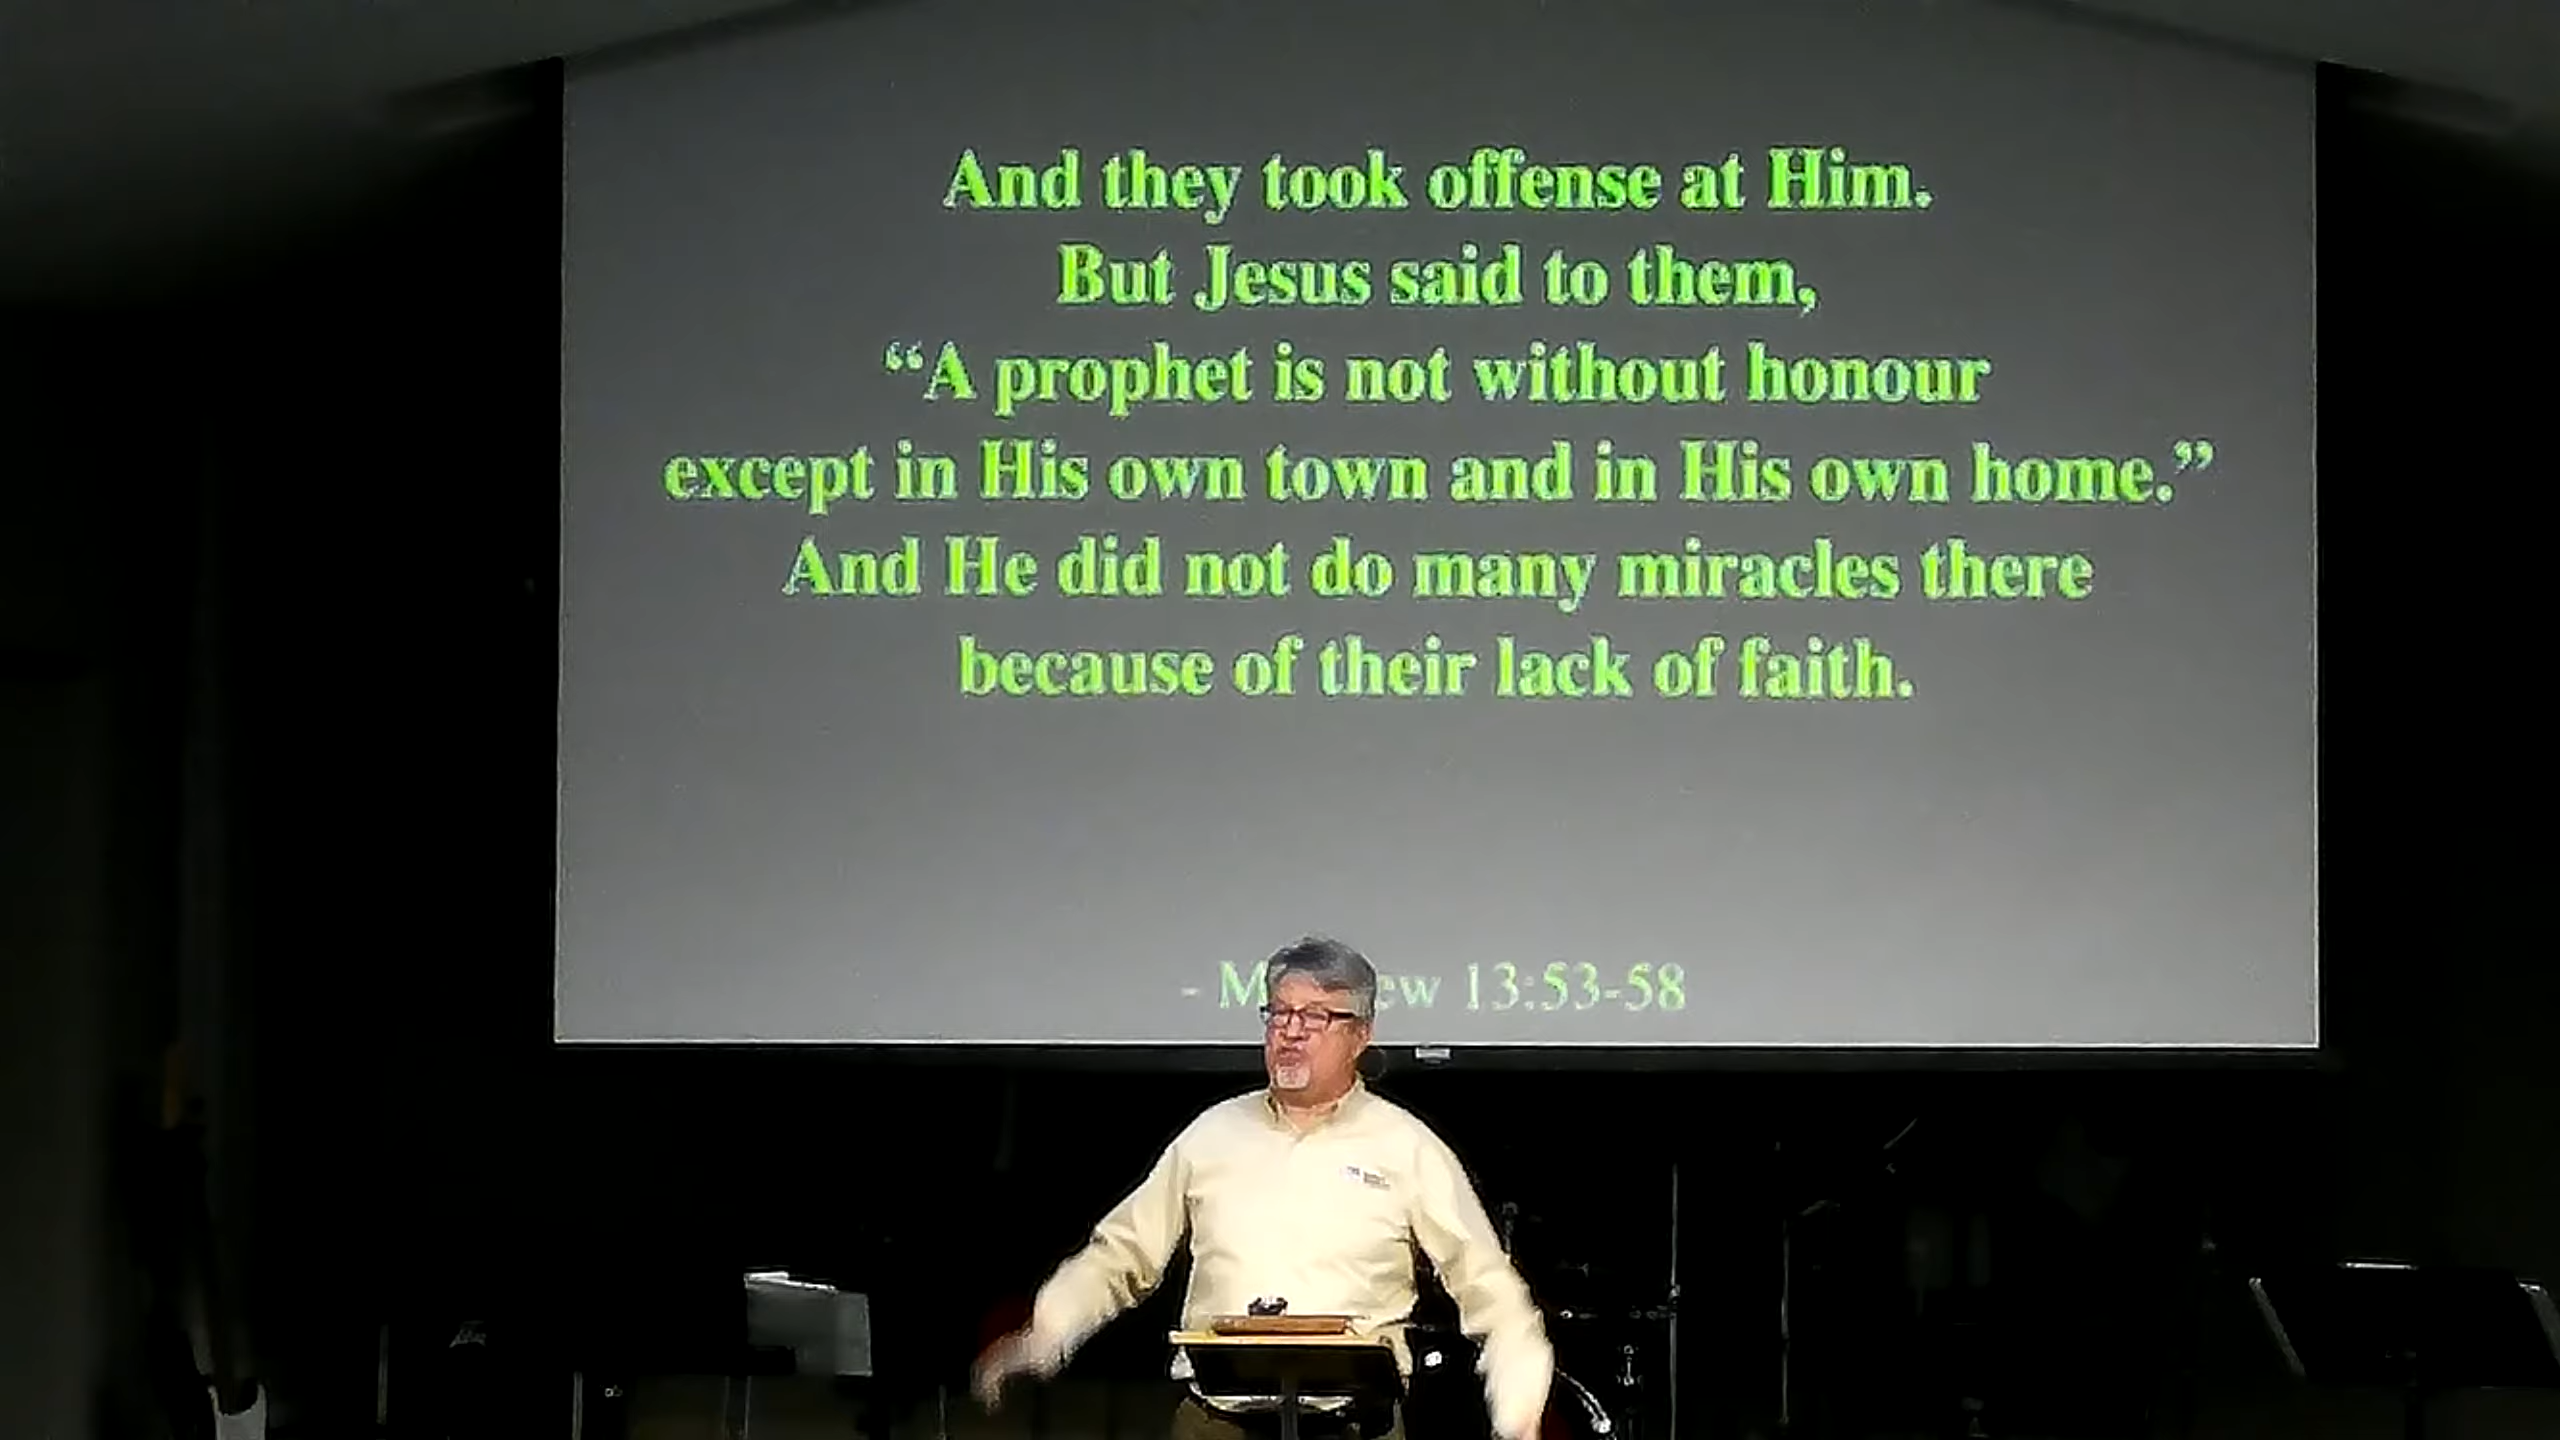 And they took offense at Him.
But Jesus said to them,
“A prophet is not without honour
except in His own town and in His own home.”
And He did not do many miracles there
because of their lack of faith.
- M ew 13:53-58